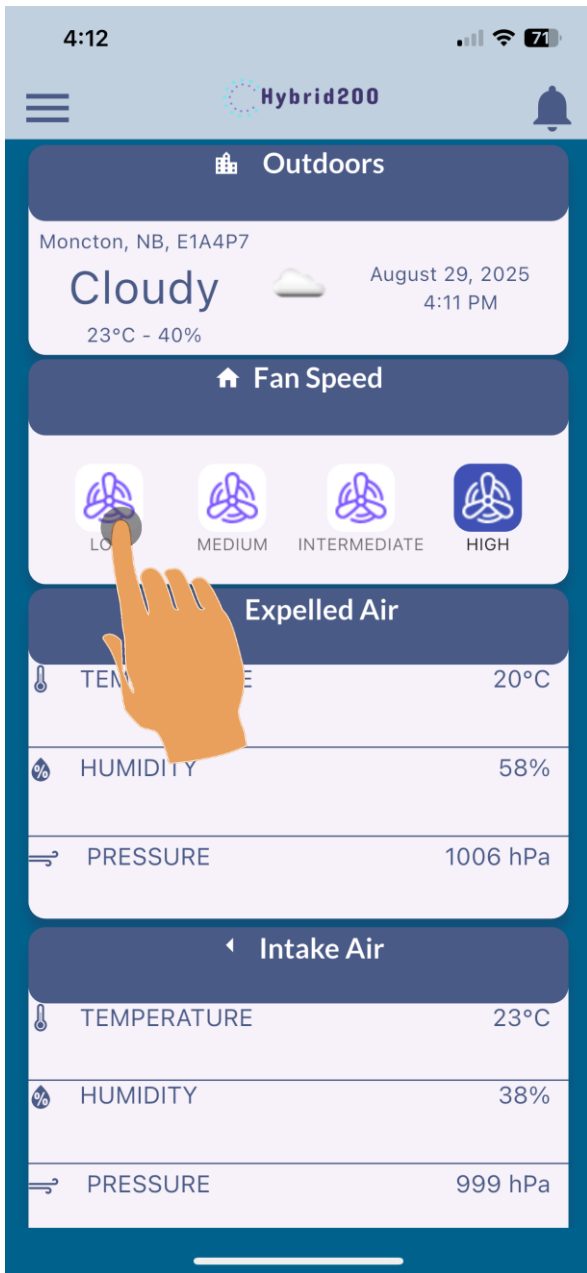 4:12
71
Hybrid200
Outdoors
Moncton, NB, E1A4P7
Cloudy
August 29, 2025
4:11 PM
23°C - 40%
Fan Speed
MEDIUM
INTERMEDIATE
HIGH
Expelled Air
20°C
HUMIDITY
58%
PRESSURE
1006 hPa
Intake Air
TEMPERATURE
23°C
HUMIDITY
38%
PRESSURE
999 hPa